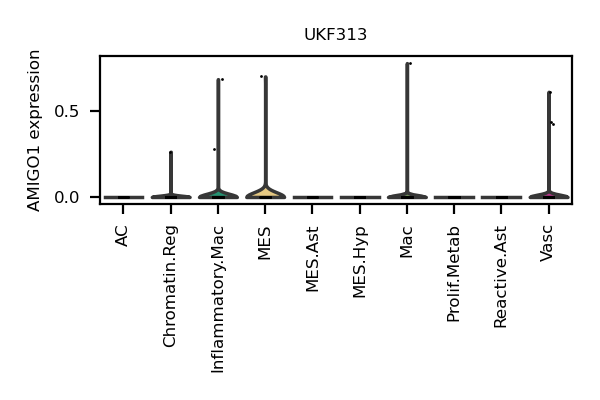 UKF313
AMIGO1 expression
0.5
0.0
AC
Chromatin.Reg
Inflammatory.Mac
MES
MES.Ast
MES.Hyp
Mac
Prolif.Metab
Reactive.Ast
Vasc